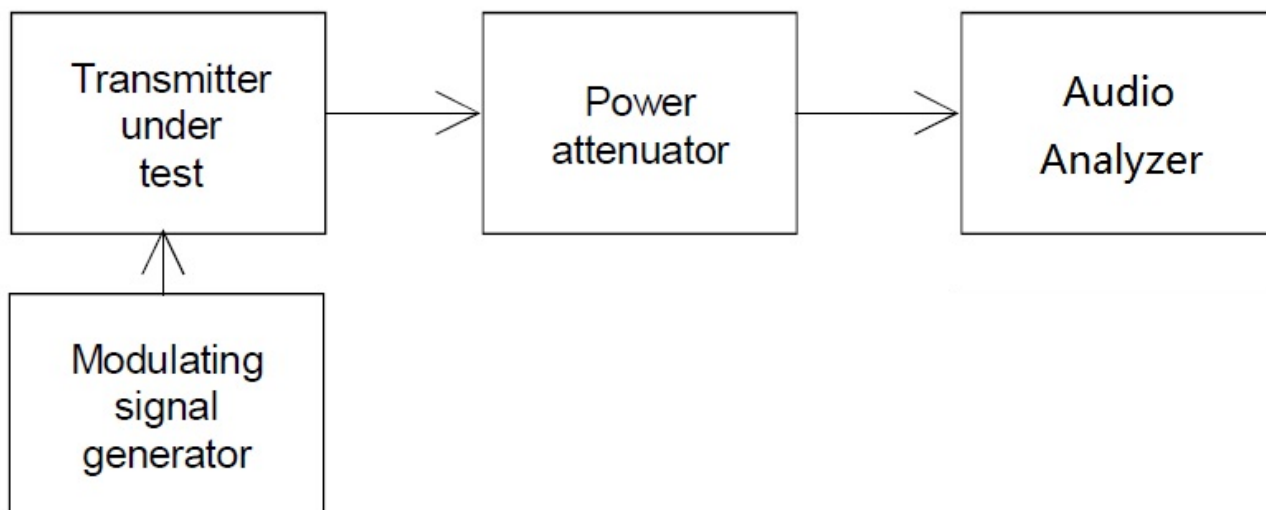 Transmitter
under
test
Power
attenuator
Audio
Analyzer
Modulating
signal
generator